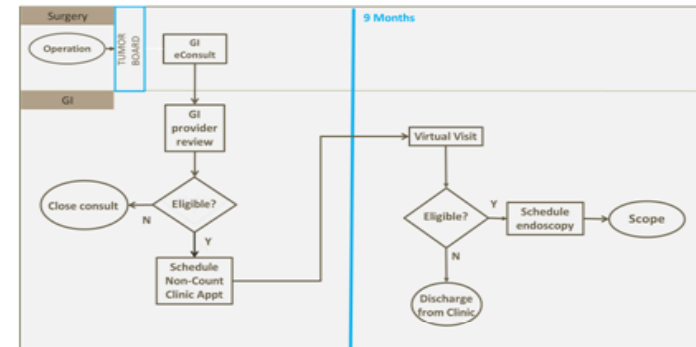 Surgery
9 Months
Operation
TUMOR
BOARD
GI
eConsult
GI
GI
provider
review
Virtual Visit
Close consult
Eligible?
N
Y
Schedule
Non-Count
Clinic Appt
Eligible?
Y
Schedule
endoscopy
Scope
N
Discharge
from Clinic